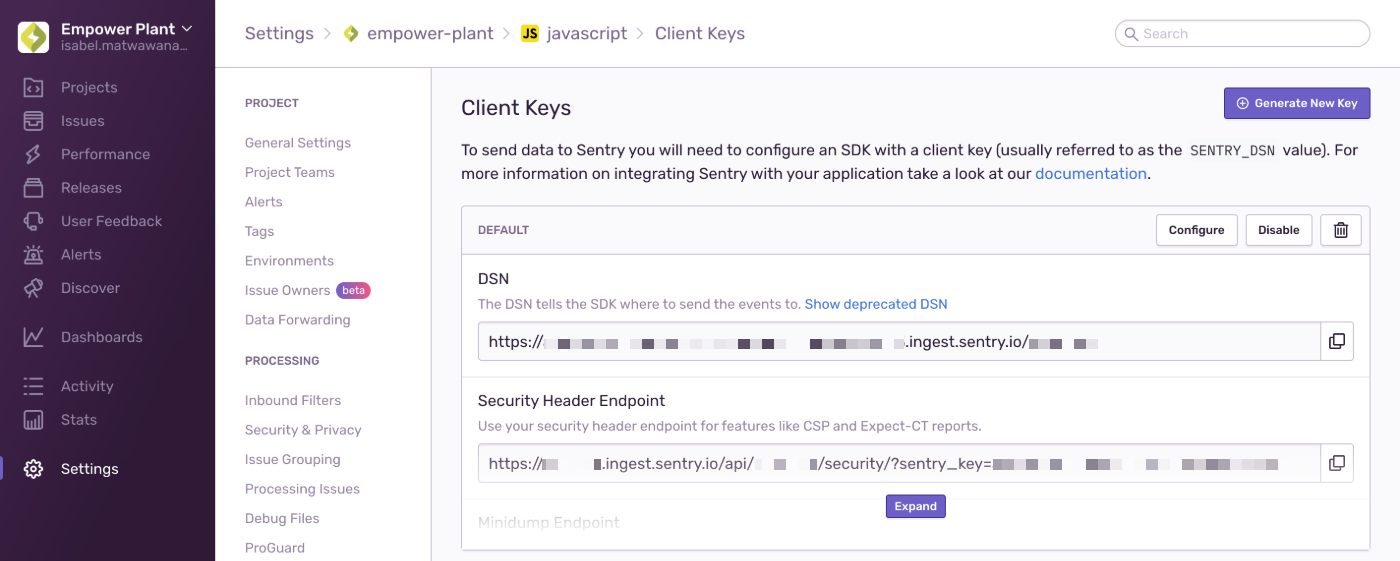 Empower Plant
isabel.matwawana...
Projects
Issues
Performance
Releases
User Feedback
Alerts
Discover
Dashboards
Activity
Stats
Settings
Settings > empower-plant > JS javascript > Client Keys
Search
PROJECT
General Settings
Project Teams
Alerts
Tags
Environments
Issue Owners beta
Data Forwarding
PROCESSING
Inbound Filters
Security & Privacy
Issue Grouping
Processing Issues
Debug Files
ProGuard
Client Keys
Generate New Key
To send data to Sentry you will need to configure an SDK with a client key (usually referred to as the SENTRY_DSN value). For
more information on integrating Sentry with your application take a look at our documentation.
DEFAULT
Configure
Disable
DSN
The DSN tells the SDK where to send the events to. Show deprecated DSN
https:// .ingest.sentry.io/
Security Header Endpoint
Use your security header endpoint for features like CSP and Expect-CT reports.
https:// .ingest.sentry.io/api/ /security/?sentry_key=
Expand
Minidump Endpoint